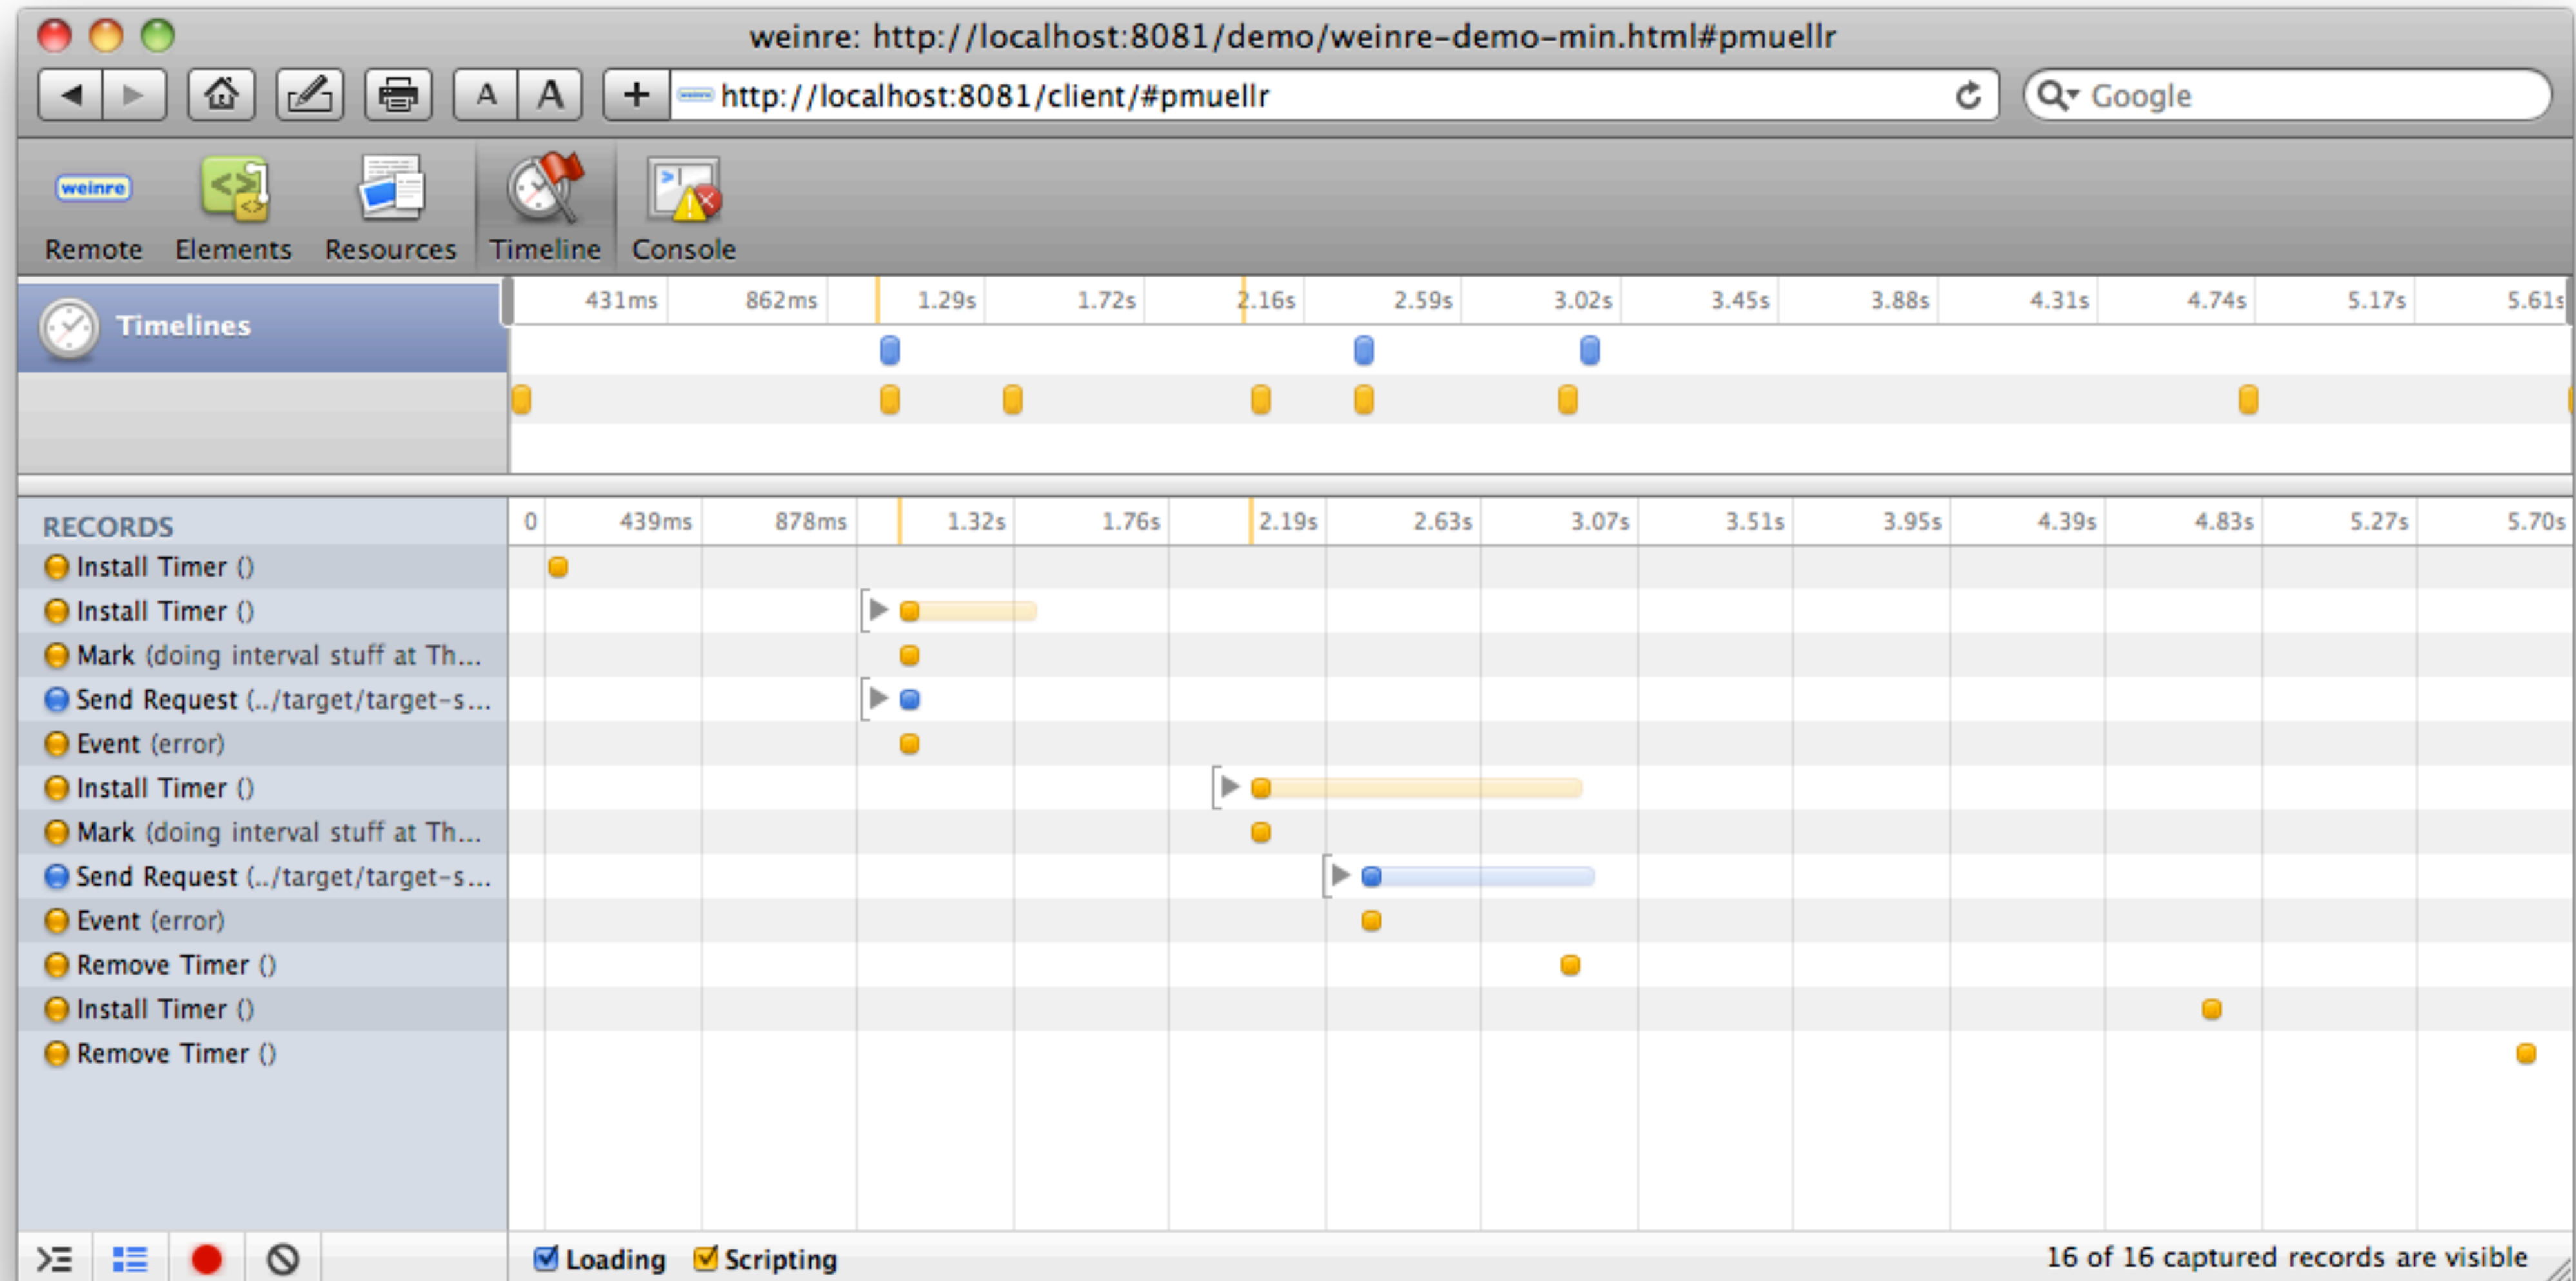 weinre: http://localhost:8081/demo/weinre-demo-min.html#pmuellr
A A + http://localhost:8081/client/#pmuellr Google
weinre
Remote Elements Resources Timeline Console
Timelines
431ms 862ms 1.29s 1.72s 2.16s 2.59s 3.02s 3.45s 3.88s 4.31s 4.74s 5.17s 5.61s
RECORDS 0 439ms 878ms 1.32s 1.76s 2.19s 2.63s 3.07s 3.51s 3.95s 4.39s 4.83s 5.27s 5.70s
Install Timer ()
Install Timer ()
Mark (doing interval stuff at Th...
Send Request (../target/target-s...
Event (error)
Install Timer ()
Mark (doing interval stuff at Th...
Send Request (../target/target-s...
Event (error)
Remove Timer ()
Install Timer ()
Remove Timer ()
Loading Scripting 16 of 16 captured records are visible